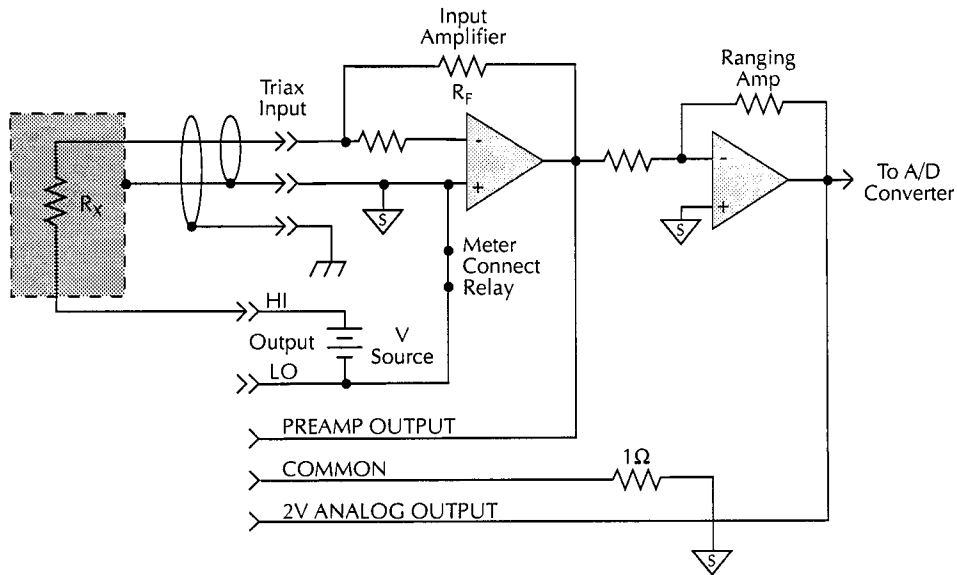 Input
Amplifier
Ranging
Amp
Triax
Input
R_F
-
+
-
+
To A/D
Converter
R_X
S
S
Meter
Connect
Relay
HI
Output
V
Source
LO
PREAMP OUTPUT
COMMON
1Ω
2V ANALOG OUTPUT
S